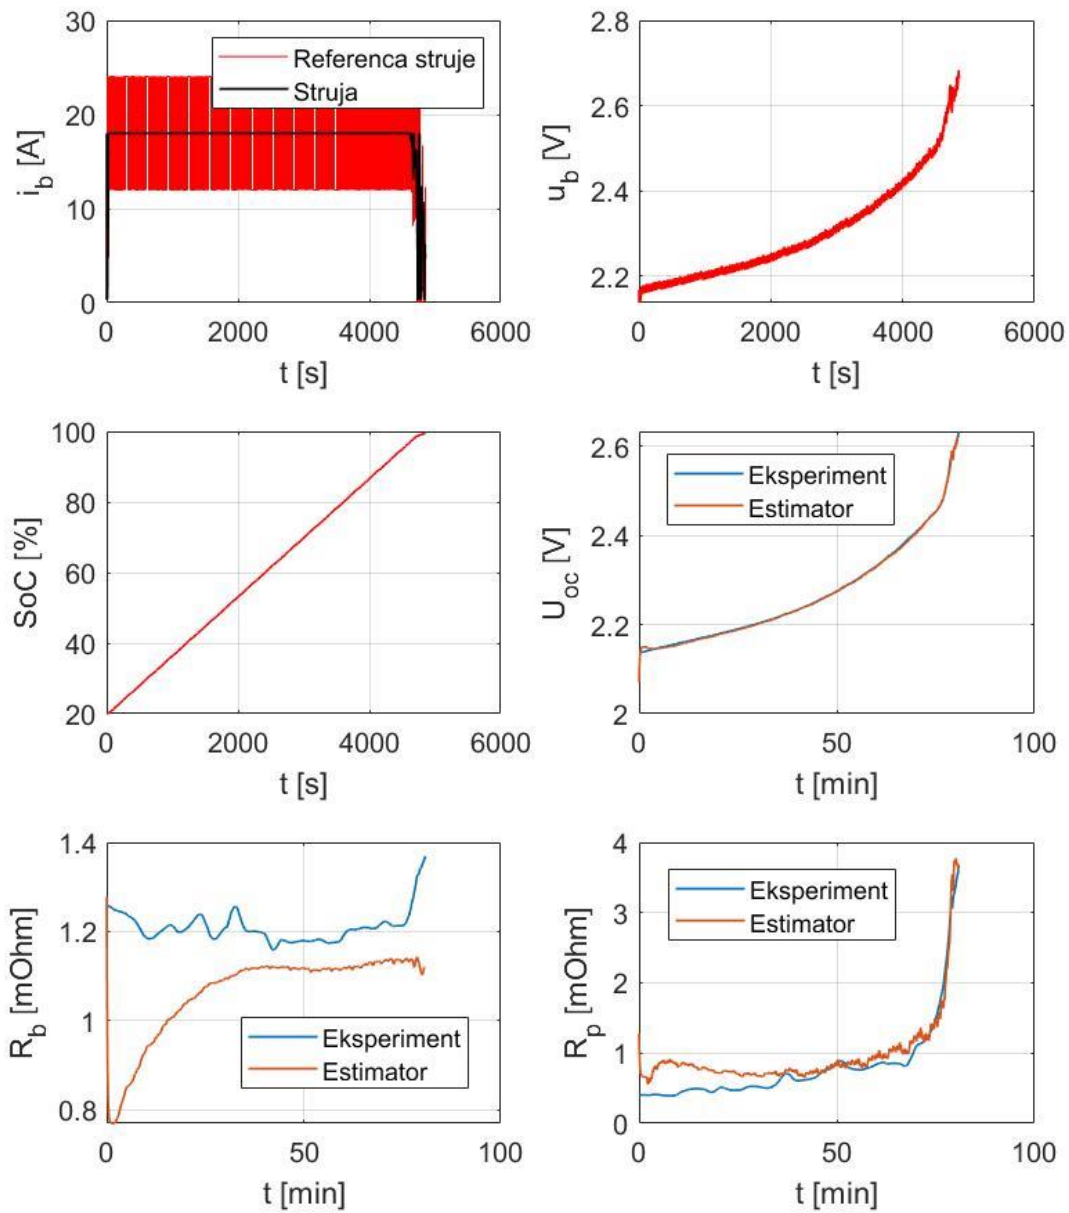 30
20
10
0
i_b [A]
Referenca struje
Struja
0 2000 4000 6000
t [s]
2.8
2.6
2.4
2.2
u_b [V]
0 2000 4000 6000
t [s]
100
80
60
40
20
SoC [%]
0 2000 4000 6000
t [s]
2.6
2.4
2.2
2
U_oc [V]
Eksperiment
Estimator
0 50 100
t [min]
1.4
1.2
1
0.8
R_b [mOhm]
Eksperiment
Estimator
0 50 100
t [min]
4
3
2
1
0
R_p [mOhm]
Eksperiment
Estimator
0 50 100
t [min]